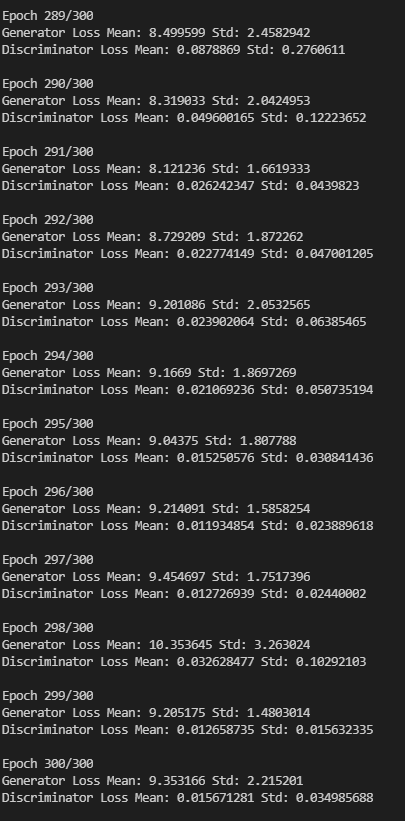 Epoch 289/300
Generator Loss Mean: 8.499599 Std: 2.4582942
Discriminator Loss Mean: 0.0878869 Std: 0.2760611
Epoch 290/300
Generator Loss Mean: 8.319033 Std: 2.0424953
Discriminator Loss Mean: 0.049600165 Std: 0.12223652
Epoch 291/300
Generator Loss Mean: 8.121236 Std: 1.6619333
Discriminator Loss Mean: 0.026242347 Std: 0.0439823
Epoch 292/300
Generator Loss Mean: 8.729209 Std: 1.872262
Discriminator Loss Mean: 0.022774149 Std: 0.047001205
Epoch 293/300
Generator Loss Mean: 9.201086 Std: 2.0532565
Discriminator Loss Mean: 0.023902064 Std: 0.06385465
Epoch 294/300
Generator Loss Mean: 9.1669 Std: 1.8697269
Discriminator Loss Mean: 0.021069236 Std: 0.050735194
Epoch 295/300
Generator Loss Mean: 9.04375 Std: 1.807788
Discriminator Loss Mean: 0.015250576 Std: 0.030841436
Epoch 296/300
Generator Loss Mean: 9.214091 Std: 1.5858254
Discriminator Loss Mean: 0.011934854 Std: 0.023889618
Epoch 297/300
Generator Loss Mean: 9.454697 Std: 1.7517396
Discriminator Loss Mean: 0.012726939 Std: 0.02440002
Epoch 298/300
Generator Loss Mean: 10.353645 Std: 3.263024
Discriminator Loss Mean: 0.032628477 Std: 0.10292103
Epoch 299/300
Generator Loss Mean: 9.205175 Std: 1.4803014
Discriminator Loss Mean: 0.012658735 Std: 0.015632335
Epoch 300/300
Generator Loss Mean: 9.353166 Std: 2.215201
Discriminator Loss Mean: 0.015671281 Std: 0.034985688